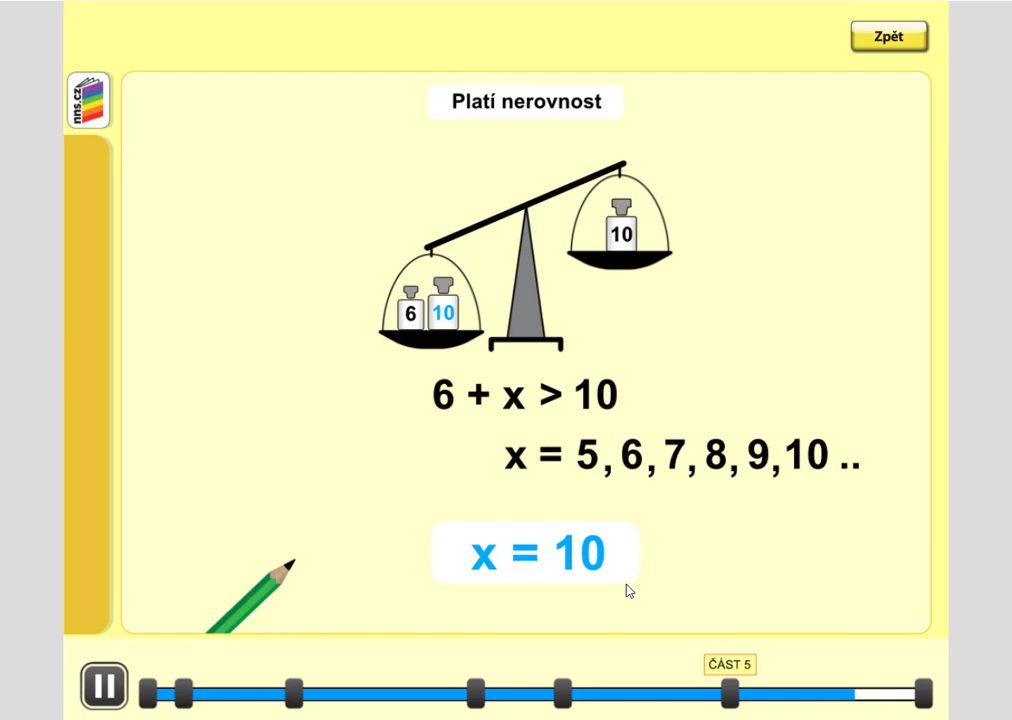 Zpět
nns.cz
Platí nerovnost
10
6 10
6 + x > 10
x = 5, 6, 7, 8, 9, 10 ..
x = 10
ČÁST 5